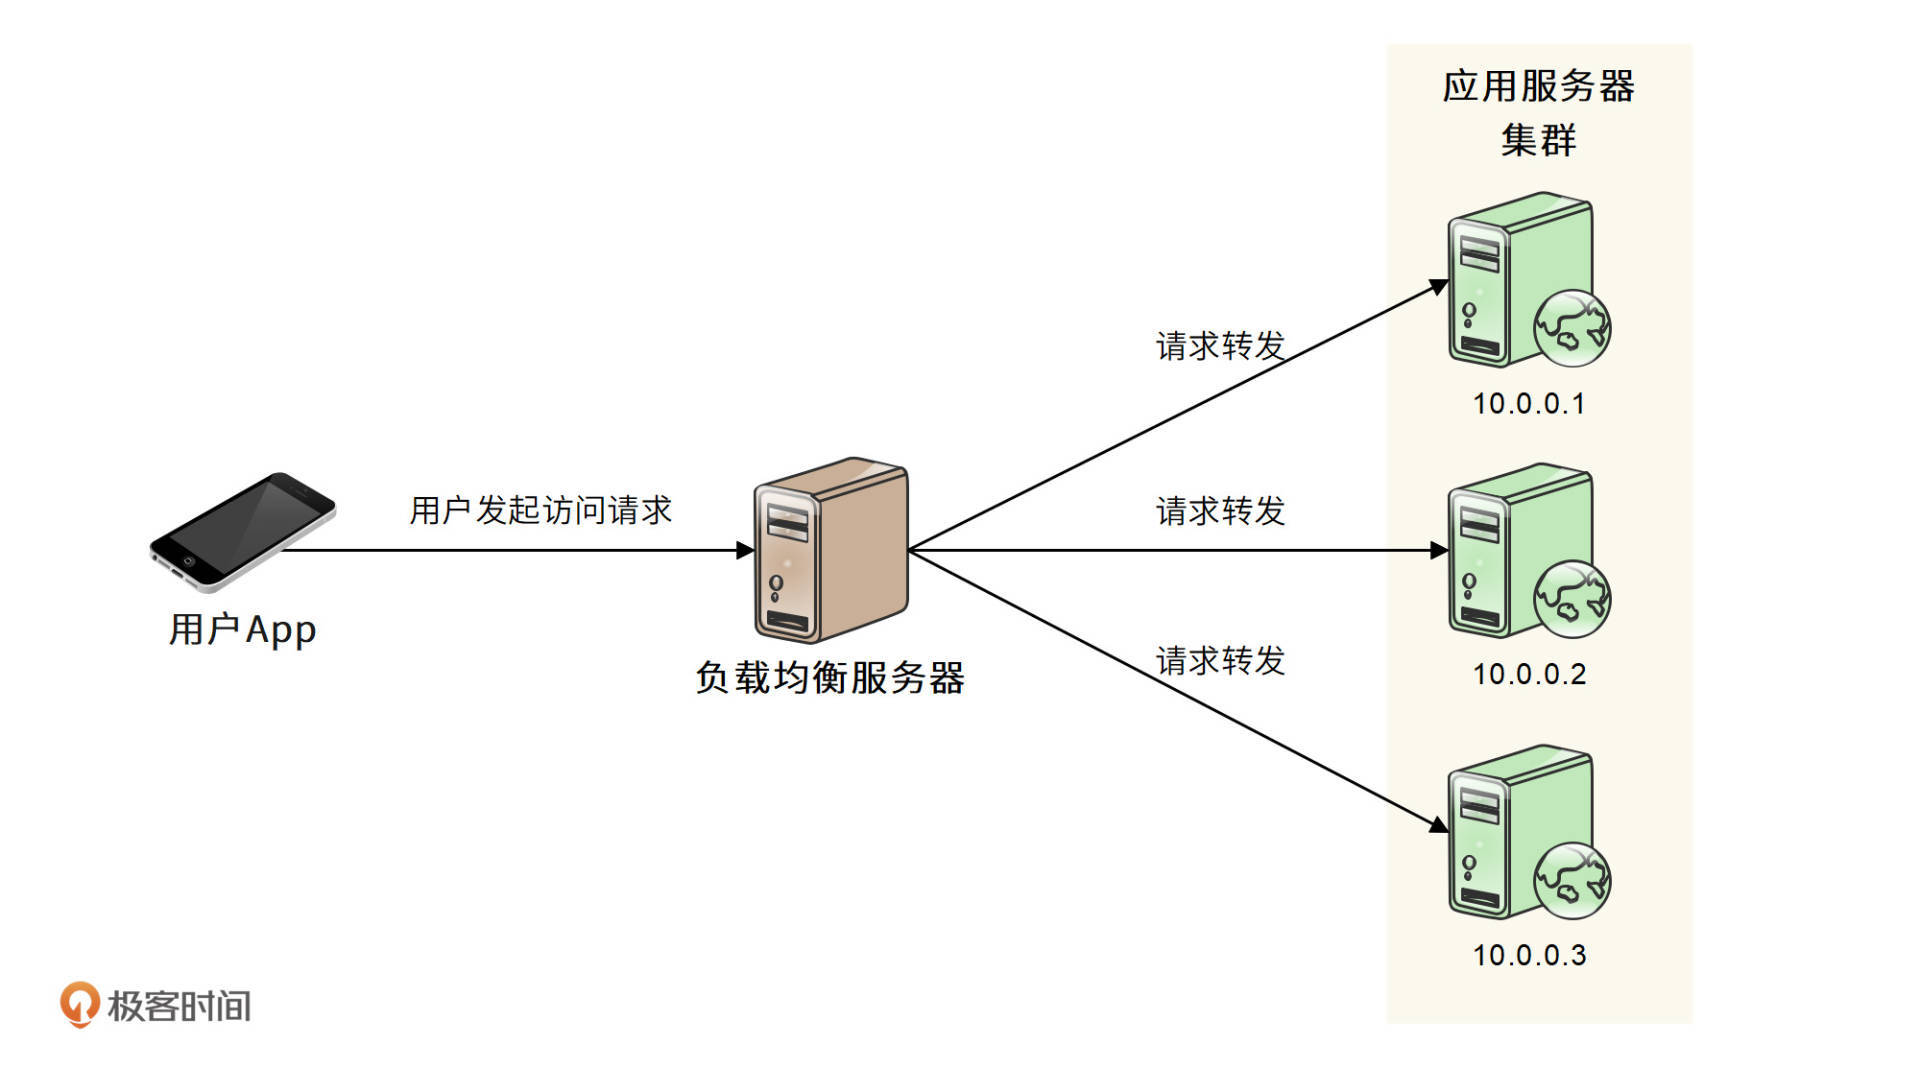 应用服务器
集群
请求转发
10.0.0.1
用户发起访问请求
请求转发
用户App
负载均衡服务器
请求转发
10.0.0.2
10.0.0.3
极客时间